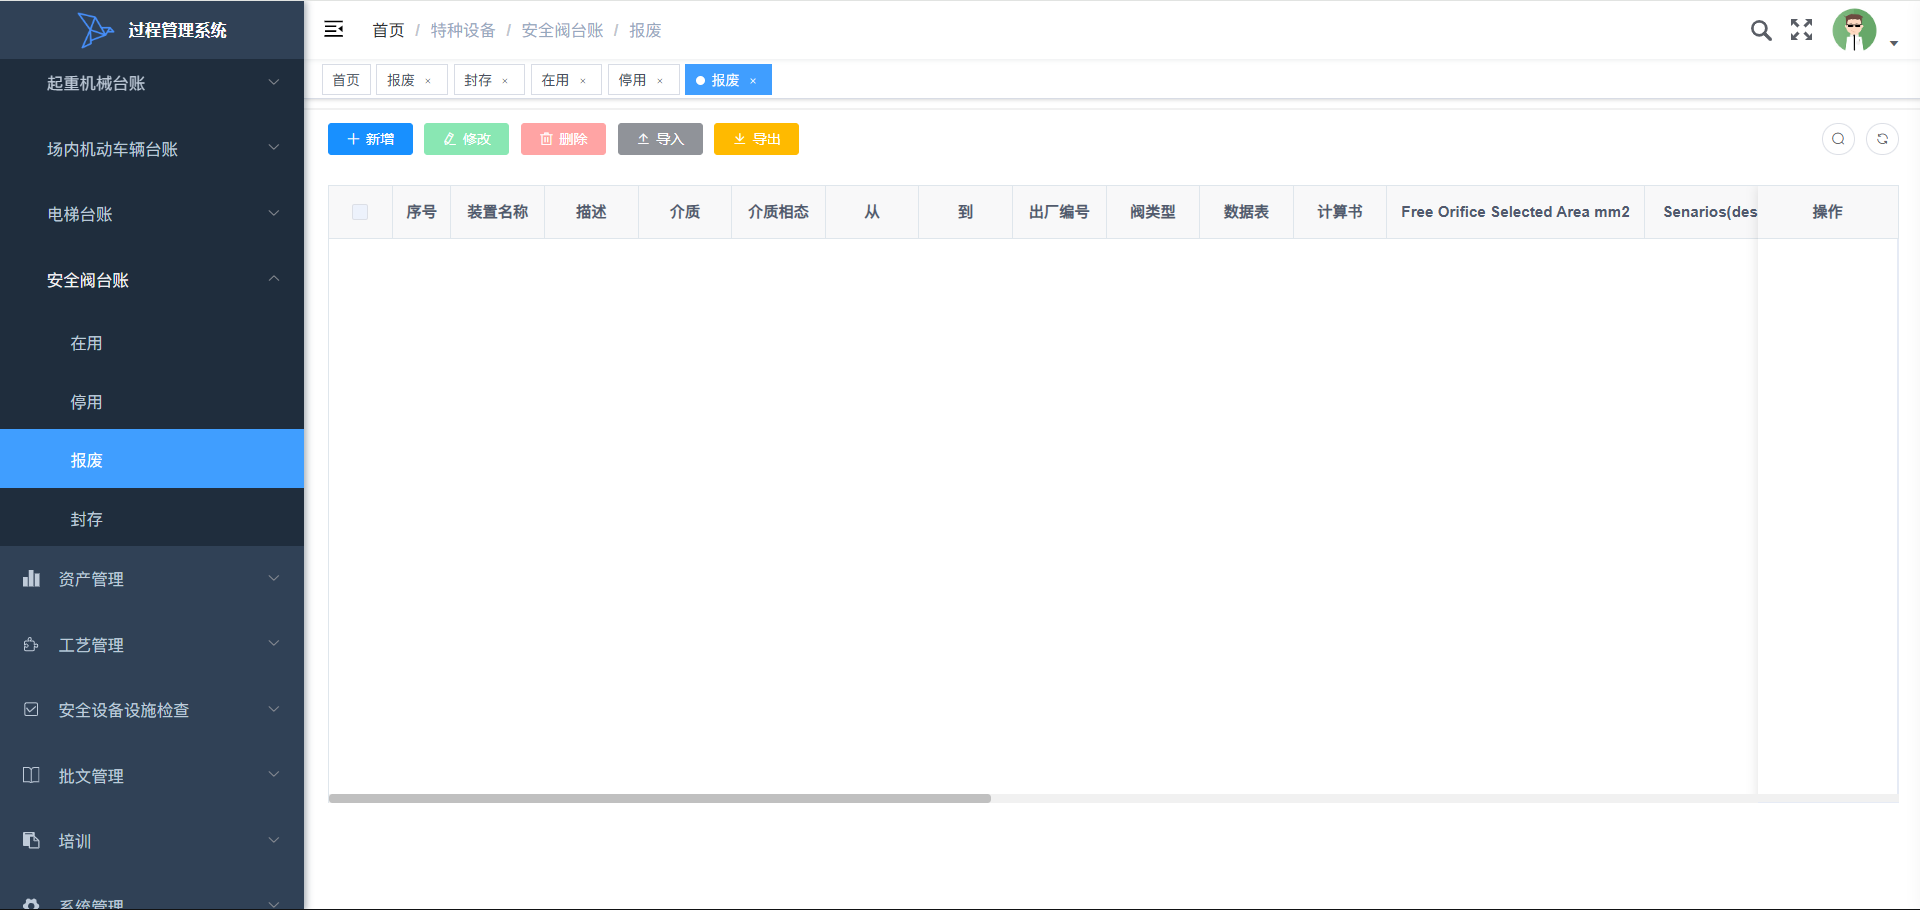 过程管理系统
起重机械台账
场内机动车辆台账
电梯台账
安全阀台账
在用
停用
报废
封存
资产管理
工艺管理
安全设备设施检查
批文管理
培训
系统管理
首页 / 特种设备 / 安全阀台账 / 报废
首页 报废 × 封存 × 在用 × 停用 × 报废 ×
新增 修改 删除 导入 导出
序号 装置名称 描述 介质 介质相态 从 到 出厂编号 阀类型 数据表 计算书 Free Orifice Selected Area mm2 Senarios(des 操作